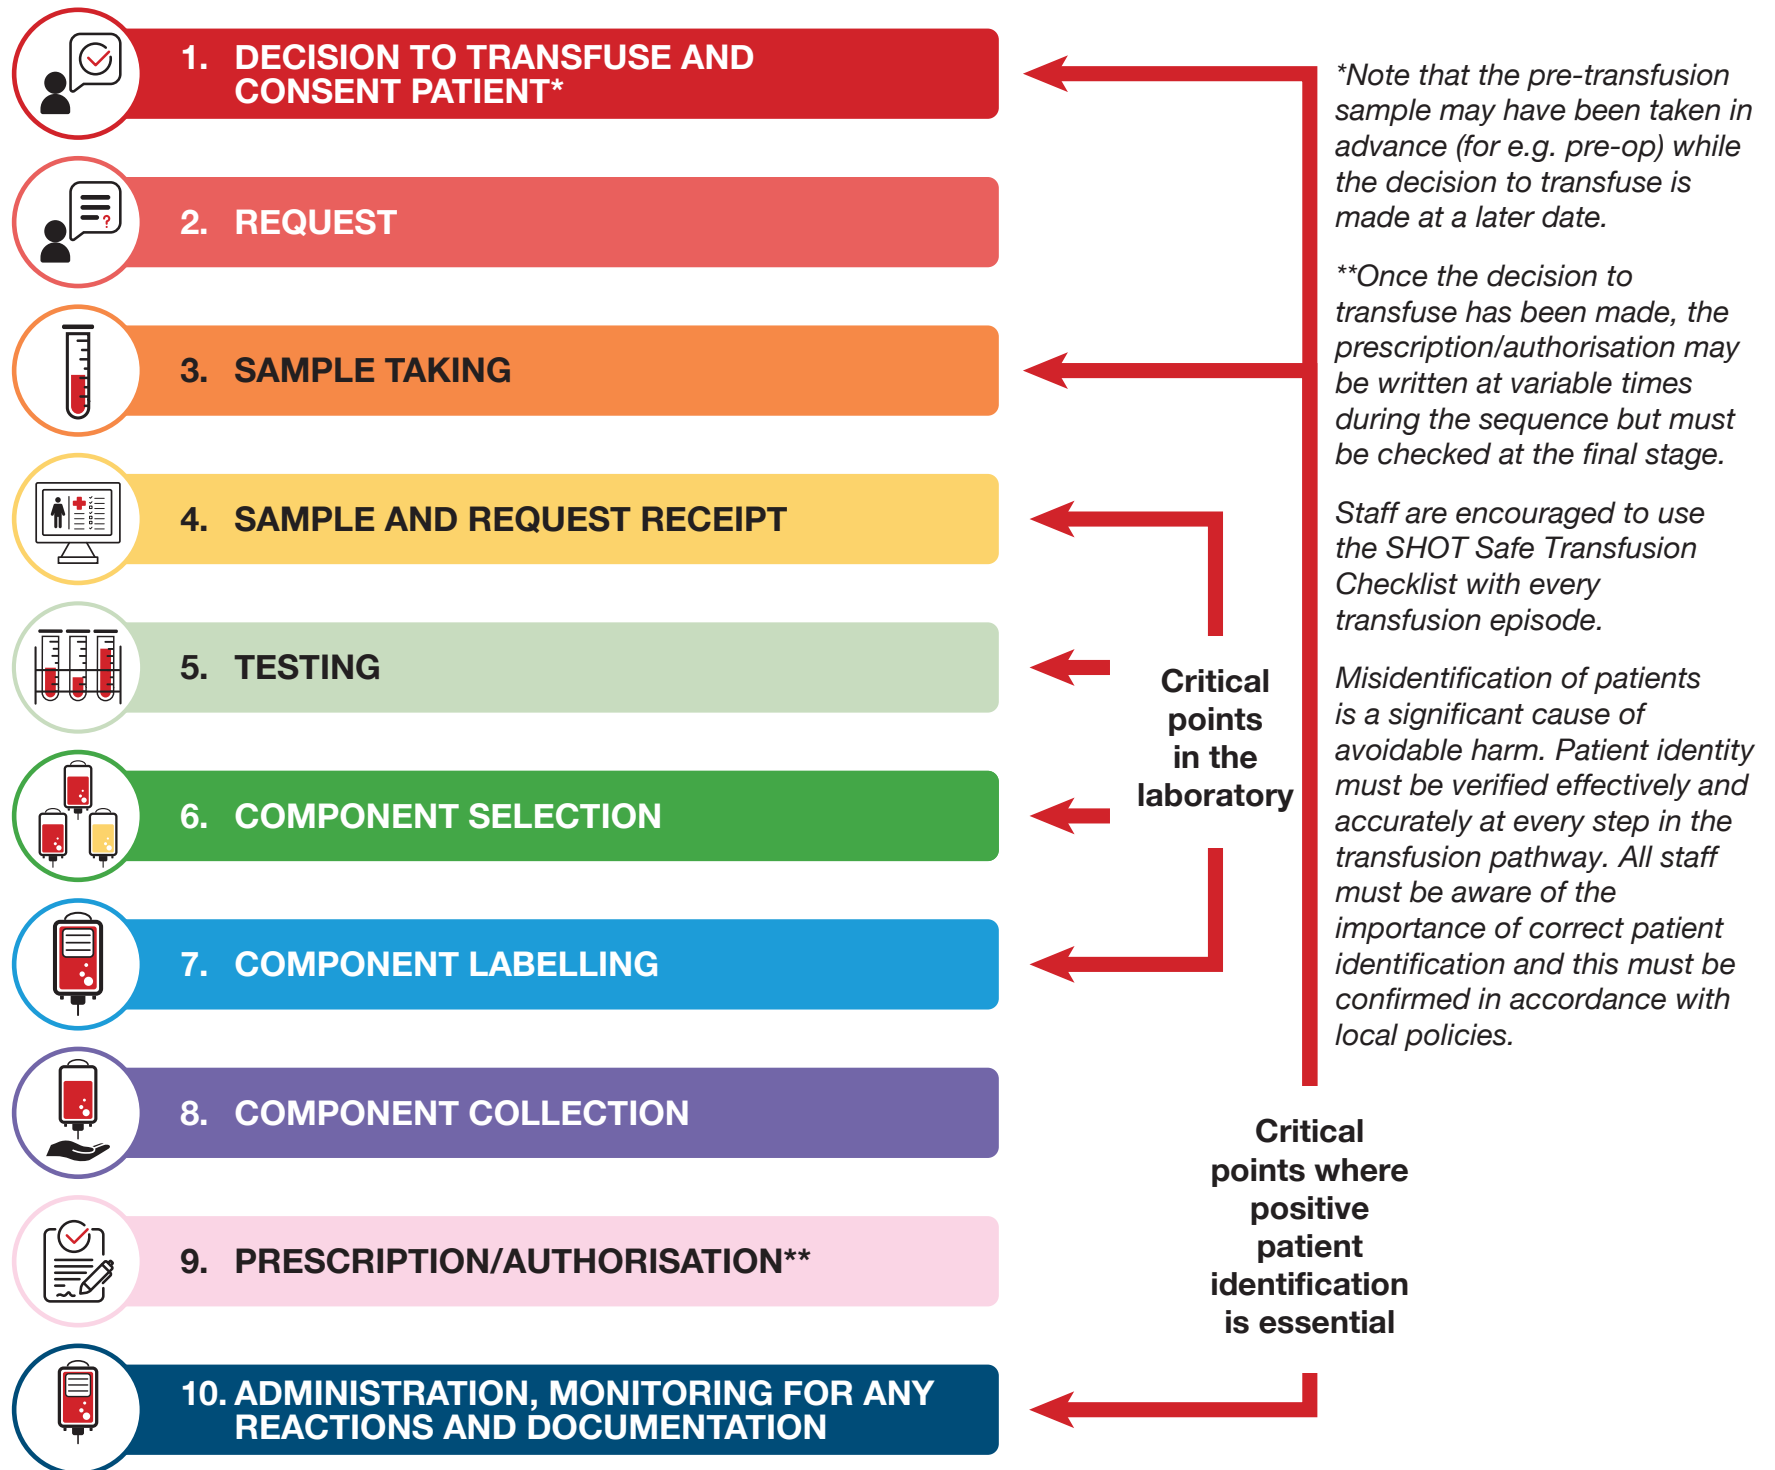 1. DECISION TO TRANSFUSE AND
CONSENT PATIENT*
2. REQUEST
?
3. SAMPLE TAKING
4. SAMPLE AND REQUEST RECEIPT
5. TESTING
6. COMPONENT SELECTION
7. COMPONENT LABELLING
8. COMPONENT COLLECTION
9. PRESCRIPTION/AUTHORISATION**
10. ADMINISTRATION, MONITORING FOR ANY
REACTIONS AND DOCUMENTATION
Critical
points
in the
laboratory
Critical
points where
positive
patient
identification
is essential
*Note that the pre-transfusion
sample may have been taken in
advance (for e.g. pre-op) while
the decision to transfuse is
made at a later date.
**Once the decision to
transfuse has been made, the
prescription/authorisation may
be written at variable times
during the sequence but must
be checked at the final stage.
Staff are encouraged to use
the SHOT Safe Transfusion
Checklist with every
transfusion episode.
Misidentification of patients
is a significant cause of
avoidable harm. Patient identity
must be verified effectively and
accurately at every step in the
transfusion pathway. All staff
must be aware of the
importance of correct patient
identification and this must be
confirmed in accordance with
local policies.